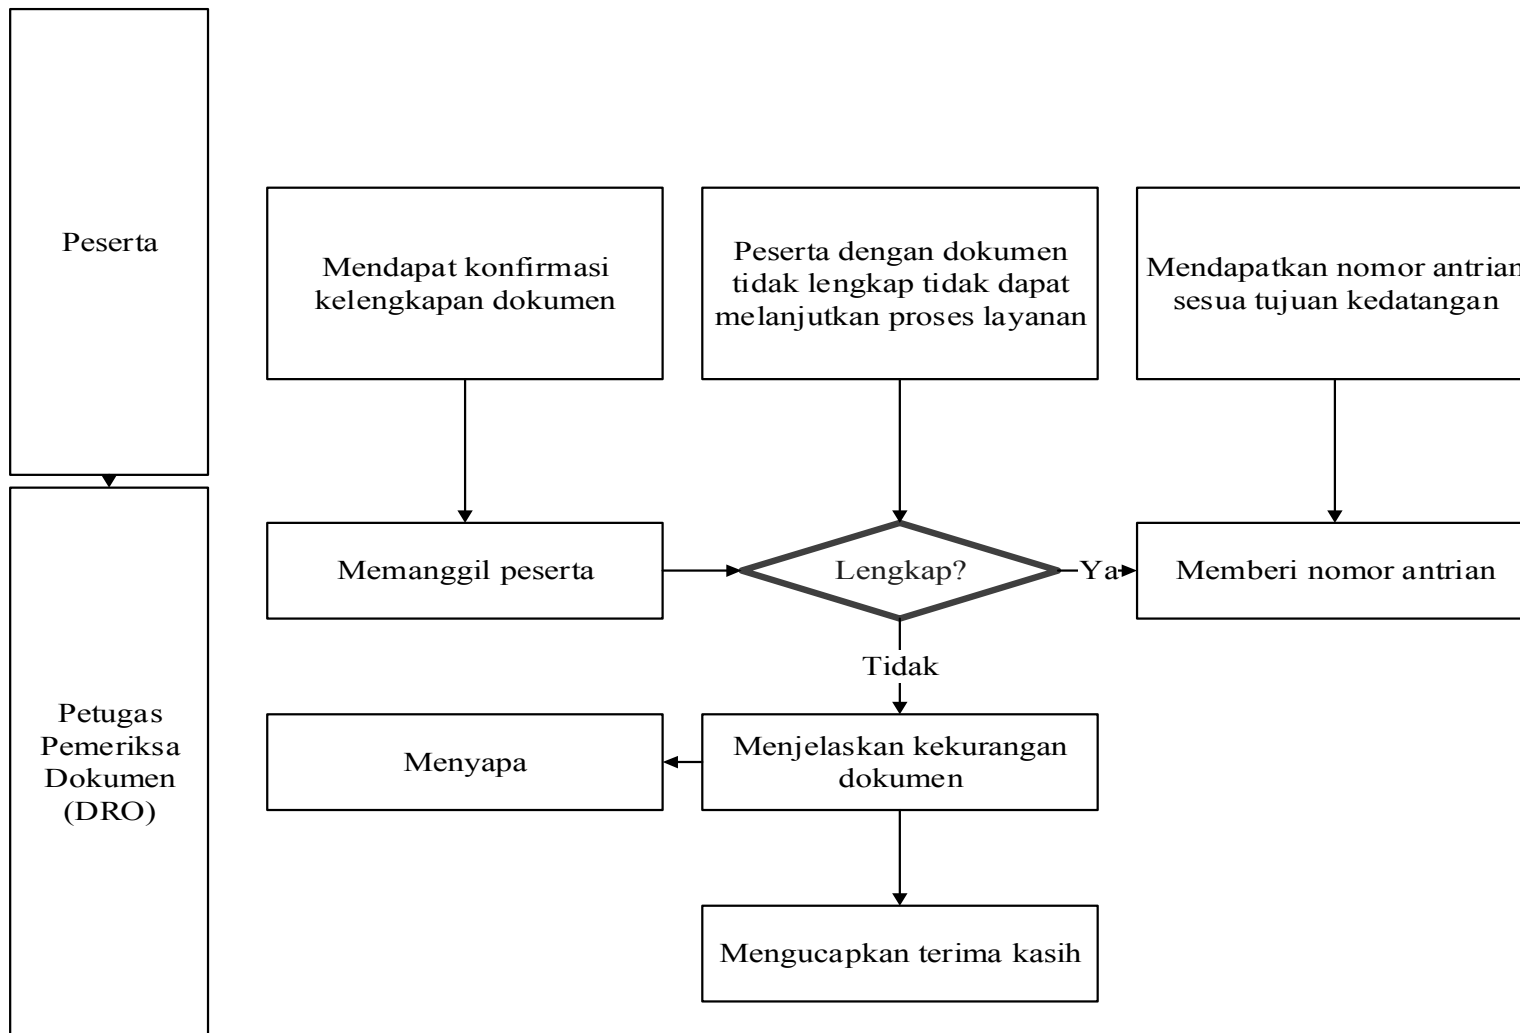 Peserta
Mendapat konfirmasi
kelengkapan dokumen
Peserta dengan dokumen
tidak lengkap tidak dapat
melanjutkan proses layanan
Mendapatkan nomor antrian
sesua tujuan kedatangan
Memanggil peserta
Lengkap?
Ya
Memberi nomor antrian
Tidak
Petugas
Pemeriksa
Dokumen
(DRO)
Menyapa
Menjelaskan kekurangan
dokumen
Mengucapkan terima kasih